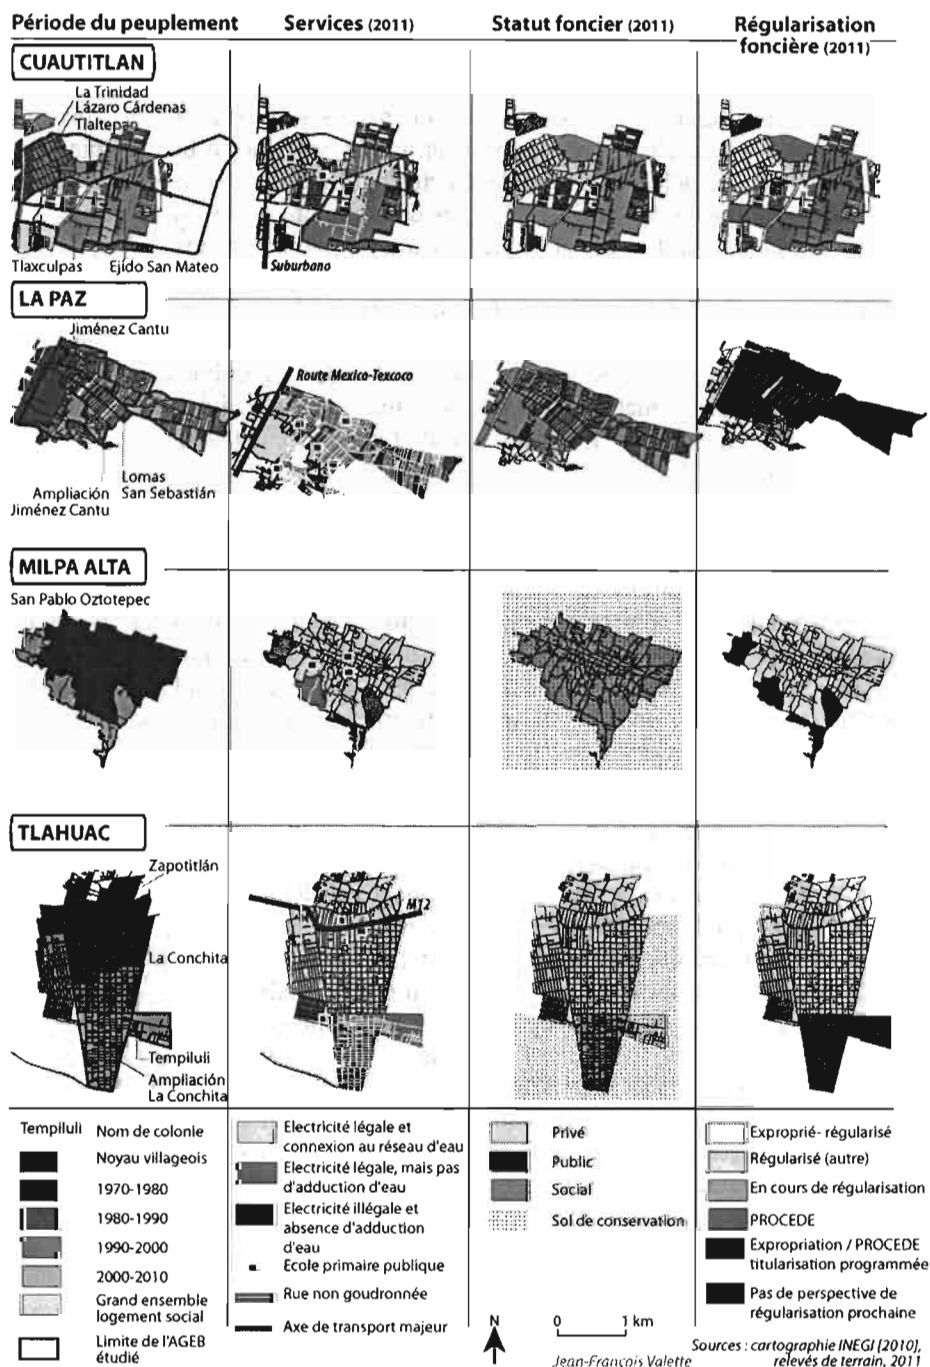 Période du peuplement
Services (2011)
Statut foncier (2011)
Régularisation
foncière (2011)
CUAUTITLAN
La Trinidad
Lázaro Cárdenas
Tlaltepan
Tlaxculpas
Ejído San Mateo
Suburbano
LA PAZ
Jiménez Cantu
Route Mexico-Texcoco
Ampliación
Jiménez Cantu
Lomas
San Sebastián
MILPA ALTA
San Pablo Oztotepec
TLAHUAC
Zapotitlán
M12
La Conchita
Templuli
Ampliación
La Conchita
Templuli
Nom de colonie
Noyau villageois
1970-1980
1980-1990
1990-2000
2000-2010
Grand ensemble
logement social
Limite de l'AGEB
étudié
Electricité légale et
connexion au réseau d'eau
Electricité légale, mais pas
d'adduction d'eau
Electricité illégale et
absence d'adduction
d'eau
Ecole primaire publique
Rue non goudronnée
Axe de transport majeur
Privé
Public
Social
Sol de conservation
N
0
1 km
Jean-François Valette
Exproprié- régularisé
Régularisé (autre)
En cours de régularisation
PROCEDE
Expropriation / PROCEDE
titularisation programmée
Pas de perspective de
régularisation prochaine
Sources : cartographie INEGI [2010],
relevés de terrain, 2011